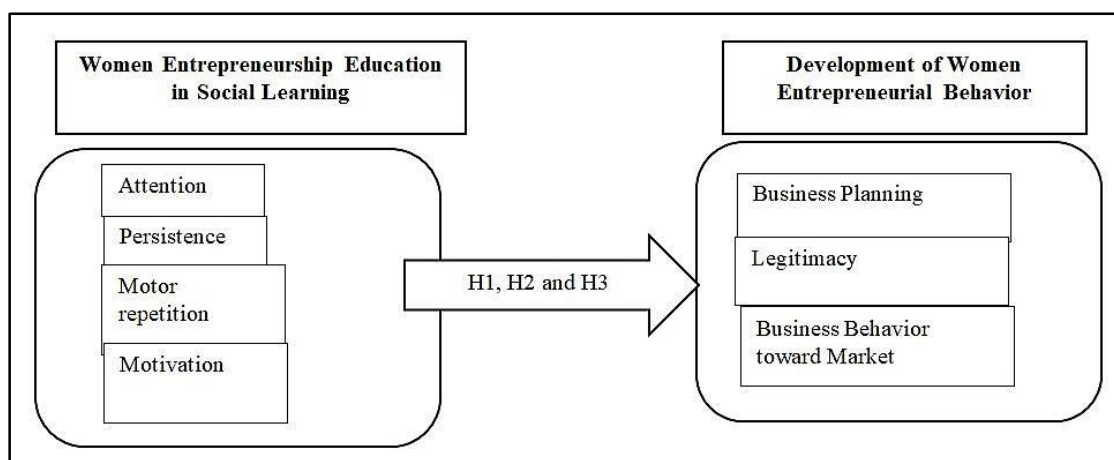 Women Entrepreneurship Education
in Social Learning
Attention
Persistence
Motor
repetition
Motivation
H1, H2 and H3
Development of Women
Entrepreneurial Behavior
Business Planning
Legitimacy
Business Behavior
toward Market